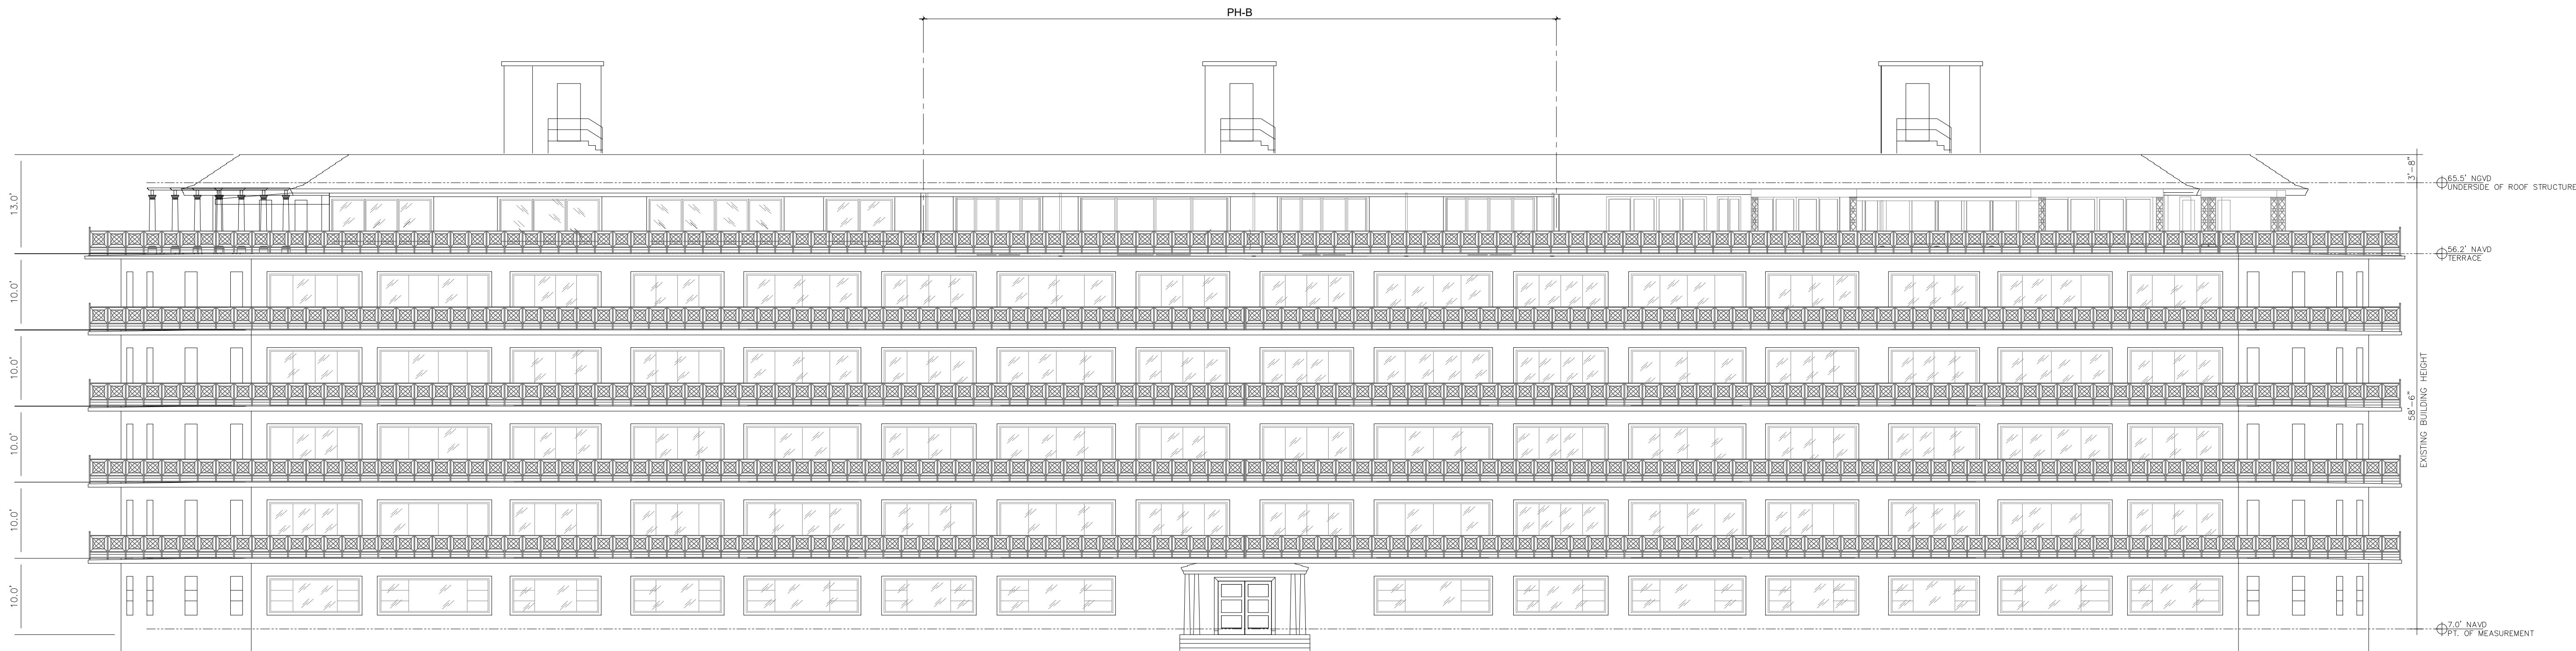 PH-B
3'-8"
65.5' NGVD
UNDERSIDE OF ROOF STRUCTURE
13.0'
56.2' NAVD
TERRACE
10.0'
10.0'
58'-6"
EXISTING BUILDING HEIGHT
10.0'
10.0'
10.0'
7.0' NAVD
PT. OF MEASUREMENT